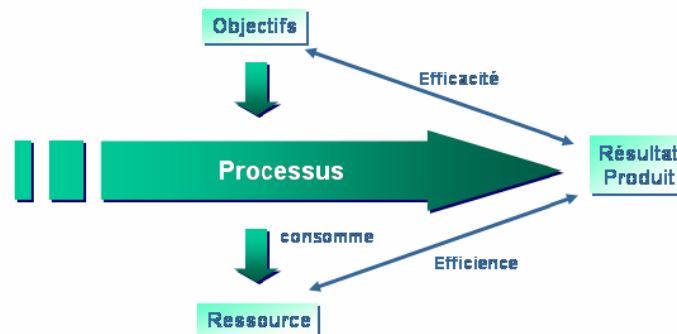 Objectifs
Efficacité
Processus
Résultat
Produit
consomme
Efficience
Ressource